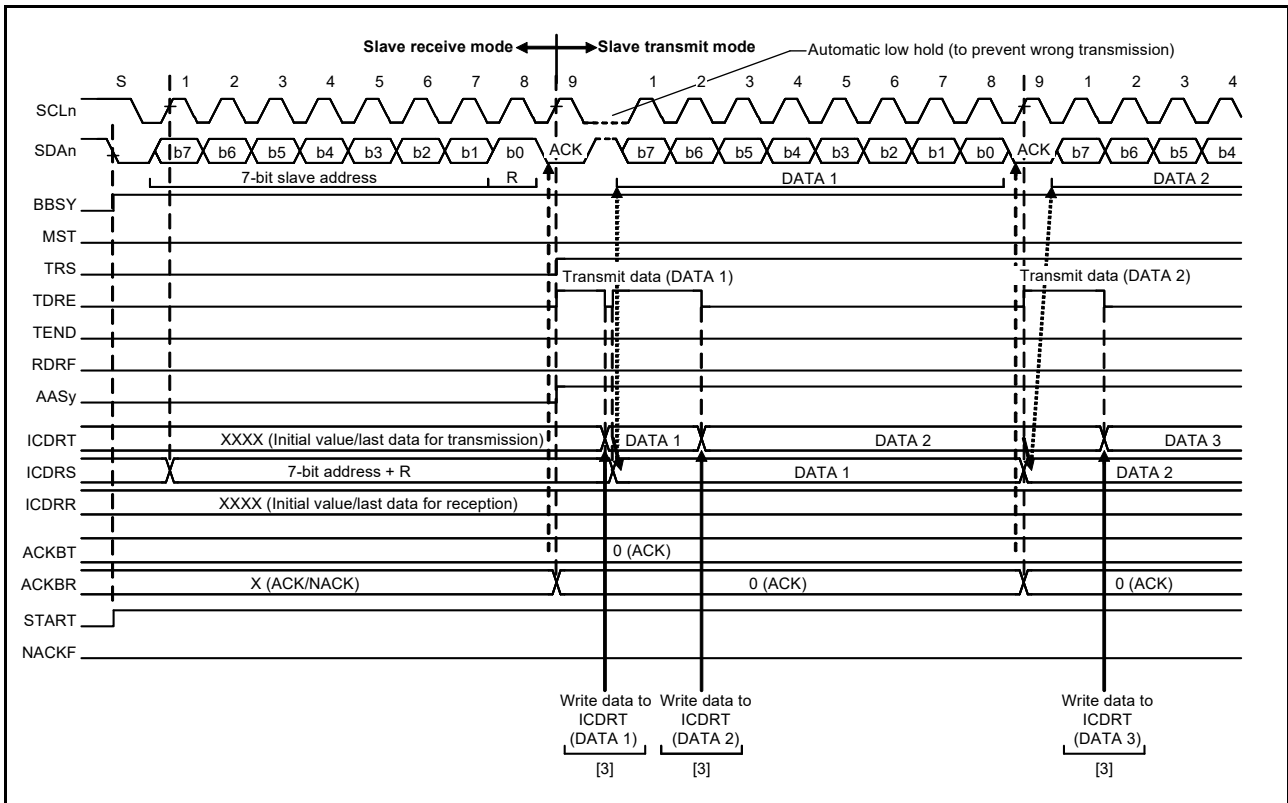 Slave receive mode Slave transmit mode
Automatic low hold (to prevent wrong transmission)
S 1 2 3 4 5 6 7 8 9 1 2 3 4 5 6 7 8 9 1 2 3 4
SCLn
SDAn b7 b6 b5 b4 b3 b2 b1 b0 ACK b7 b6 b5 b4 b3 b2 b1 b0 ACK b7 b6 b5 b4
7-bit slave address R DATA 1 DATA 2
BBSY
MST
TRS
Transmit data (DATA 1) Transmit data (DATA 2)
TDRE
TEND
RDRF
AASy
ICDRT XXXX (Initial value/last data for transmission) DATA 1 DATA 2 DATA 3
ICDRS 7-bit address + R DATA 1 DATA 2
ICDRR XXXX (Initial value/last data for reception)
ACKBT 0 (ACK)
ACKBR X (ACK/NACK) 0 (ACK) 0 (ACK)
START
NACKF
Write data to
ICDRT
(DATA 1)
[3]
Write data to
ICDRT
(DATA 2)
[3]
Write data to
ICDRT
(DATA 3)
[3]